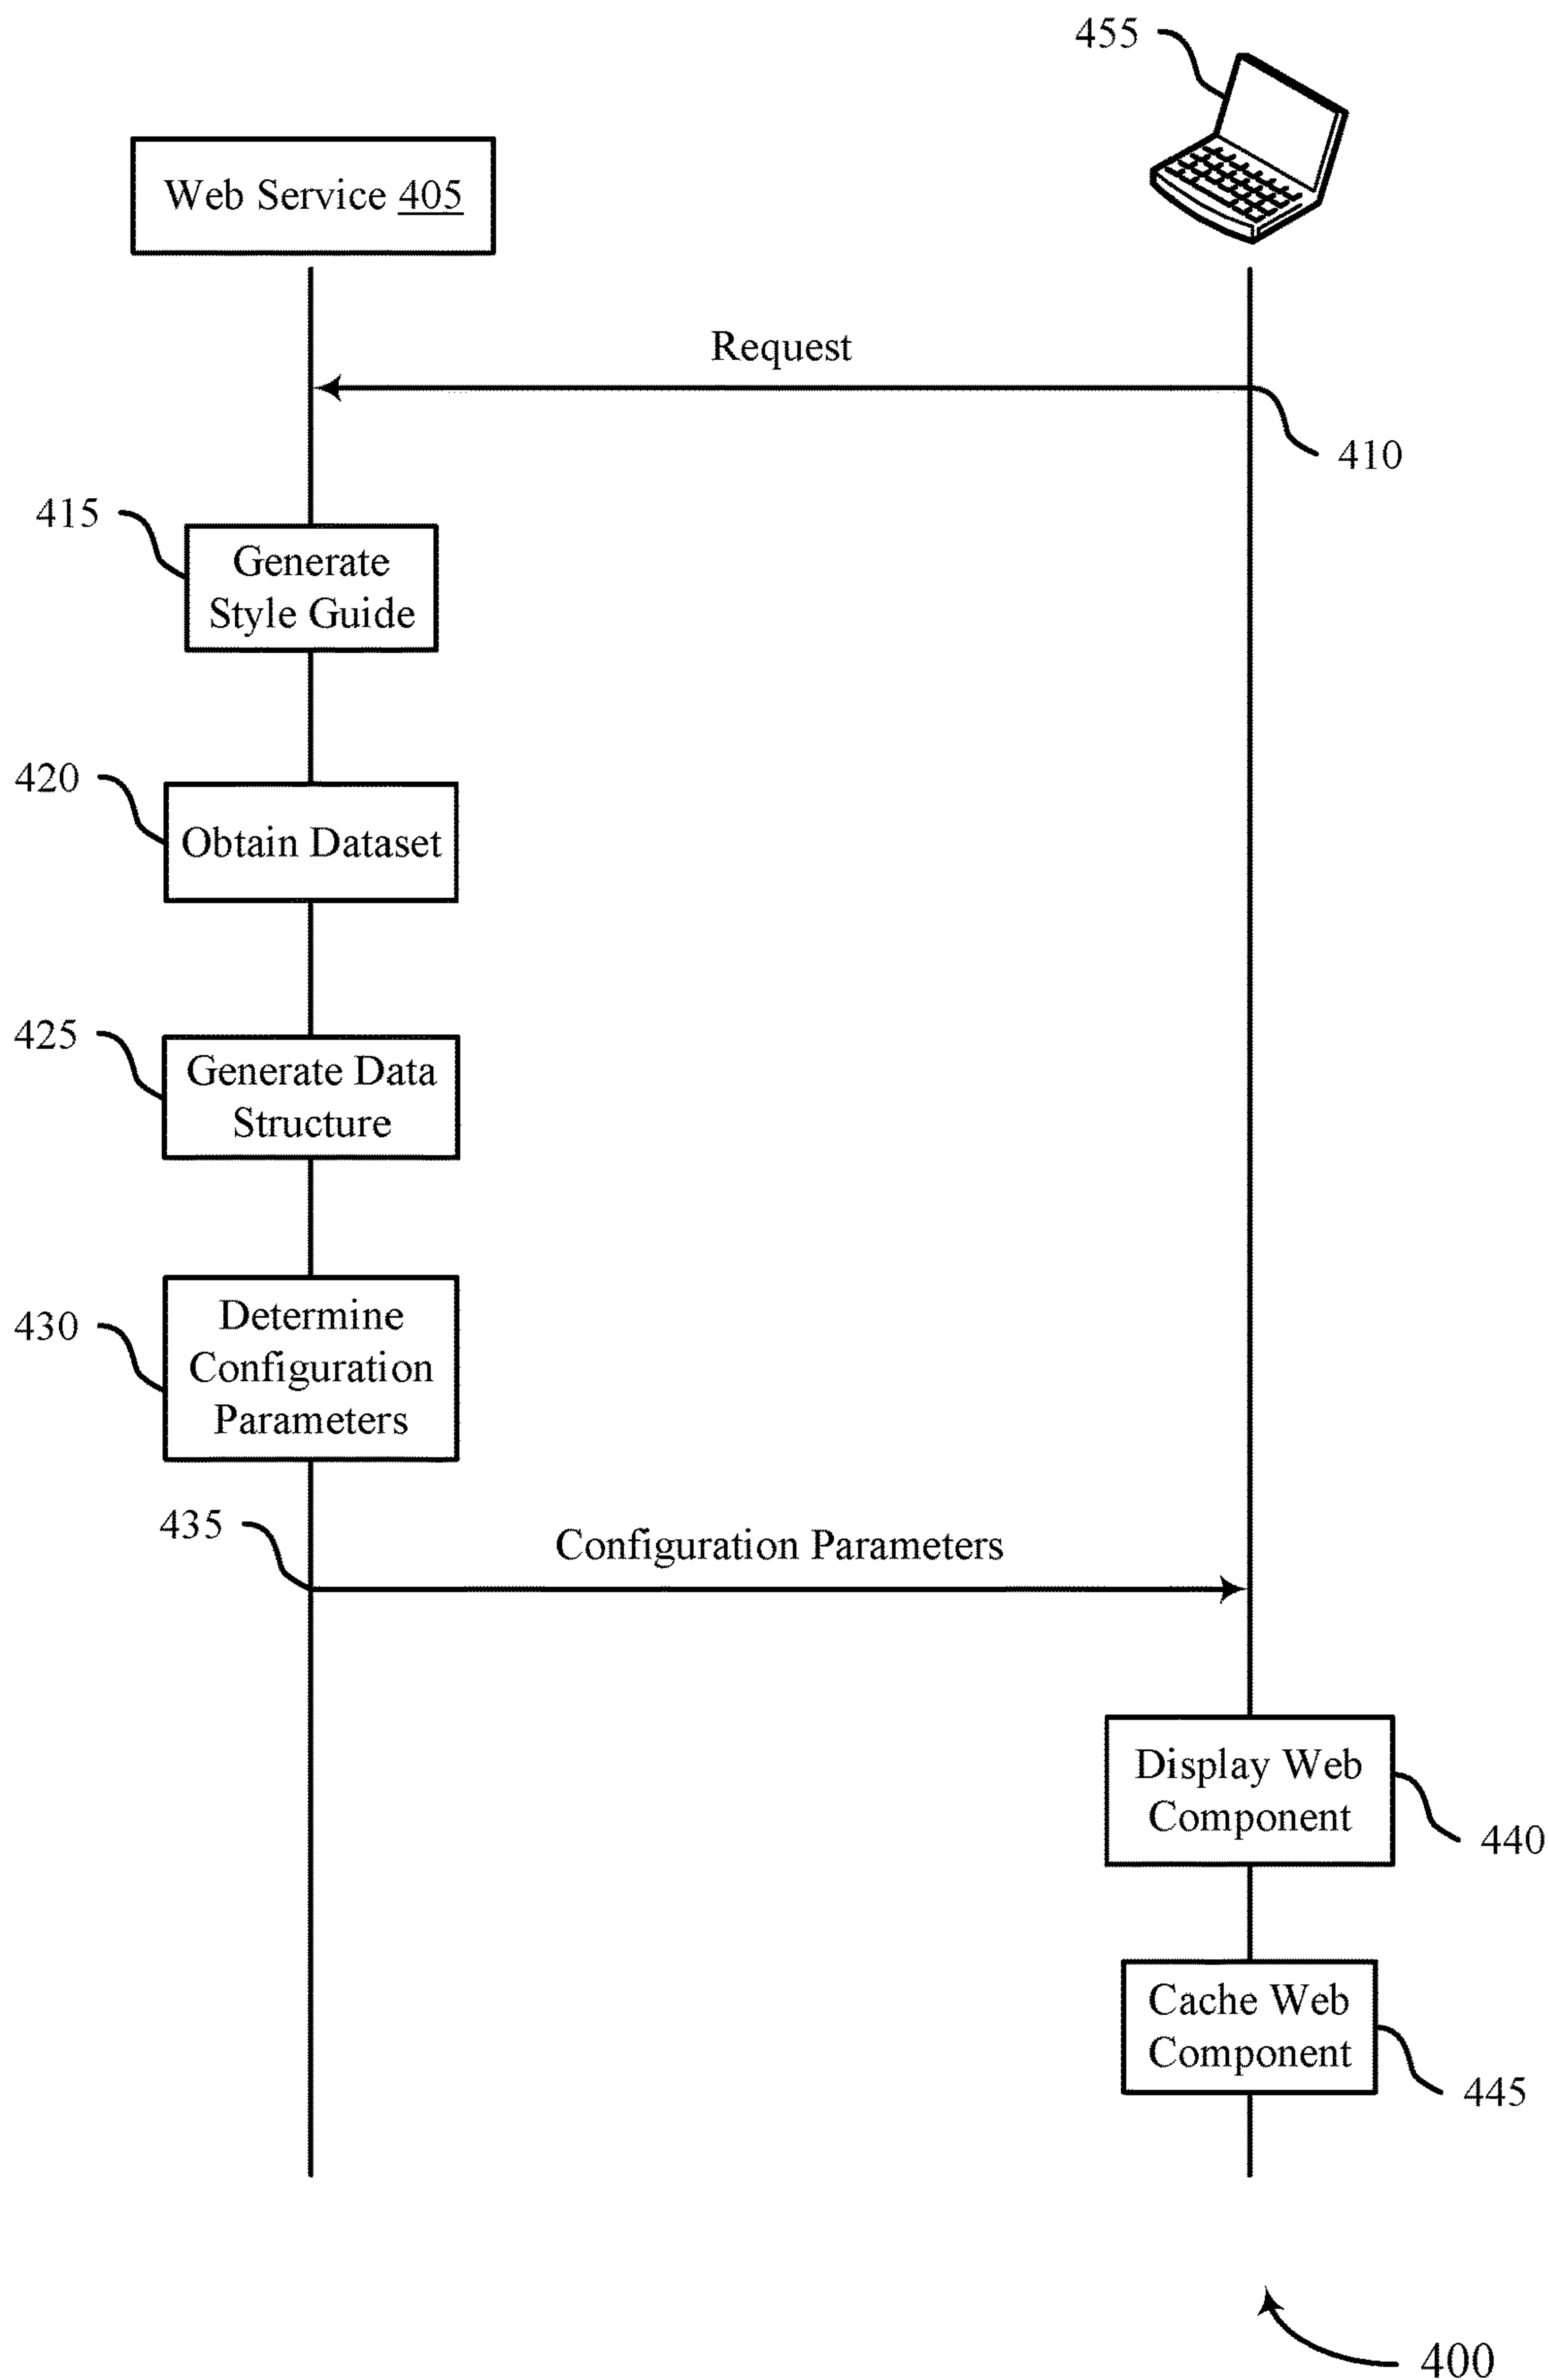 455
Web Service 405
Request
410
415
Generate
Style Guide
420
Obtain Dataset
425
Generate Data
Structure
430
Determine
Configuration
Parameters
435
Configuration Parameters
Display Web
Component
440
Cache Web
Component
445
400